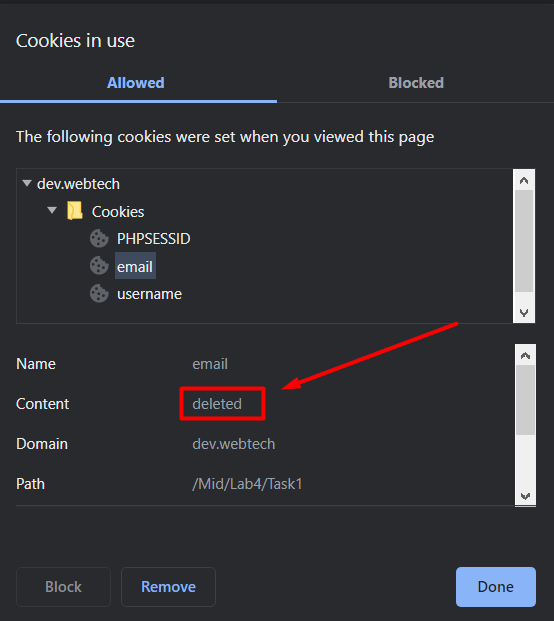 Cookies in use
Allowed Blocked
The following cookies were set when you viewed this page
dev.webtech
Cookies
PHPSESSID
email
username
Name email
Content deleted
Domain dev.webtech
Path /Mid/Lab4/Task1
Block Remove Done